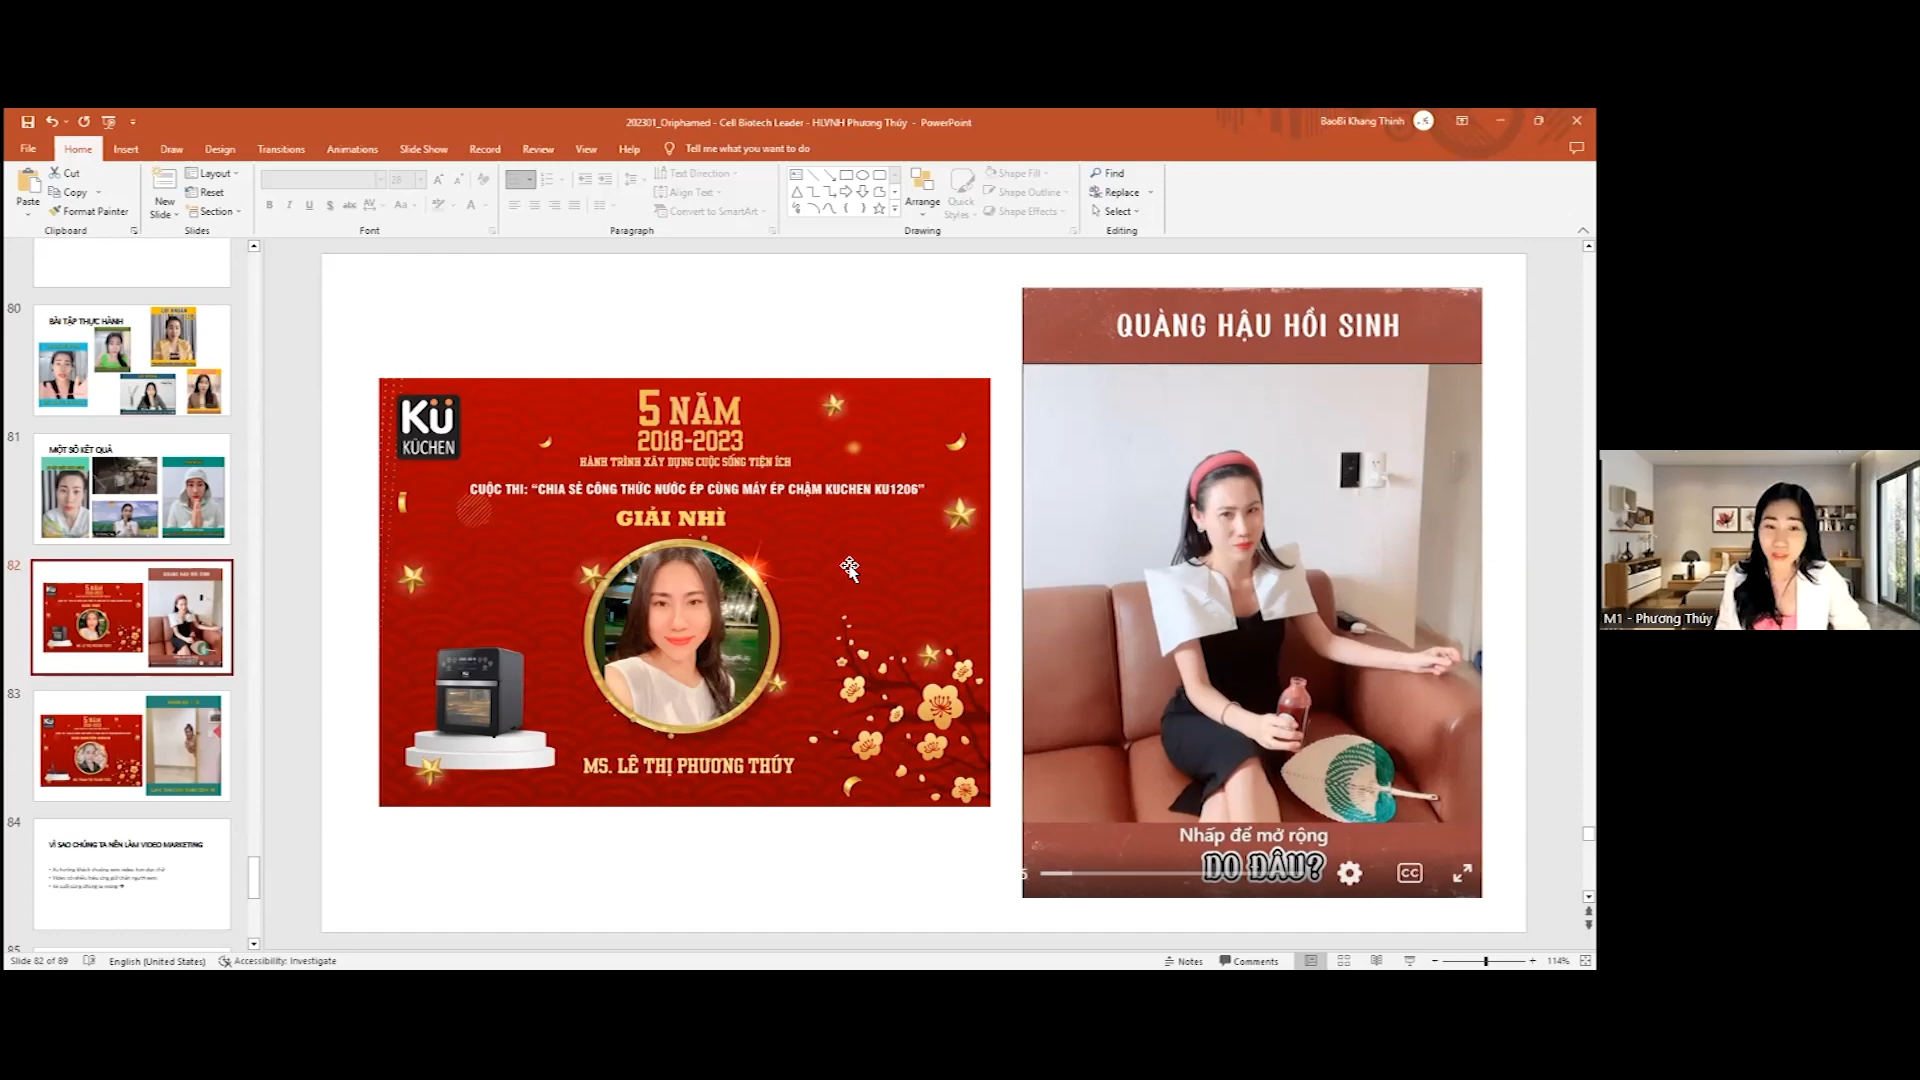 202301_Oriphamed - Cell Biotech Leader - HLVNH Phương Thúy - PowerPoint
BaoBi Khang Thinh
File Home Insert Draw Design Transitions Animations Slide Show Record Review View Help Tell me what you want to do
Paste
Cut
Copy
Format Painter
Clipboard
New Slide
Layout
Reset
Section
Slides
28
B I U S abc AV Aa A
Font
Text Direction
Align Text
Convert to SmartArt
Paragraph
Arrange
Quick Styles
Shape Fill
Shape Outline
Shape Effects
Drawing
Find
Replace
Select
Editing
80
BÀI TẬP THỰC HÀNH
81
MỘT SỐ KẾT QUẢ
82
83
84
VÌ SAO CHÚNG TA NÊN LÀM VIDEO MARKETING
85
KÜ
KÜCHEN
5 NĂM
2018-2023
HÀNH TRÌNH XÂY DỰNG CUỘC SỐNG TIỆN ÍCH
CUỘC THI: “CHIA SẺ CÔNG THỨC NƯỚC ÉP CÙNG MÁY ÉP CHẬM KUCHEN KU1206”
GIẢI NHÌ
MS. LÊ THỊ PHƯƠNG THÚY
QUÀNG HẬU HỒI SINH
Nhấp để mở rộng
DO ĐÂU?
CC
M1 - Phương Thúy
Slide 82 of 89 English (United States) Accessibility: Investigate
Notes Comments 114%